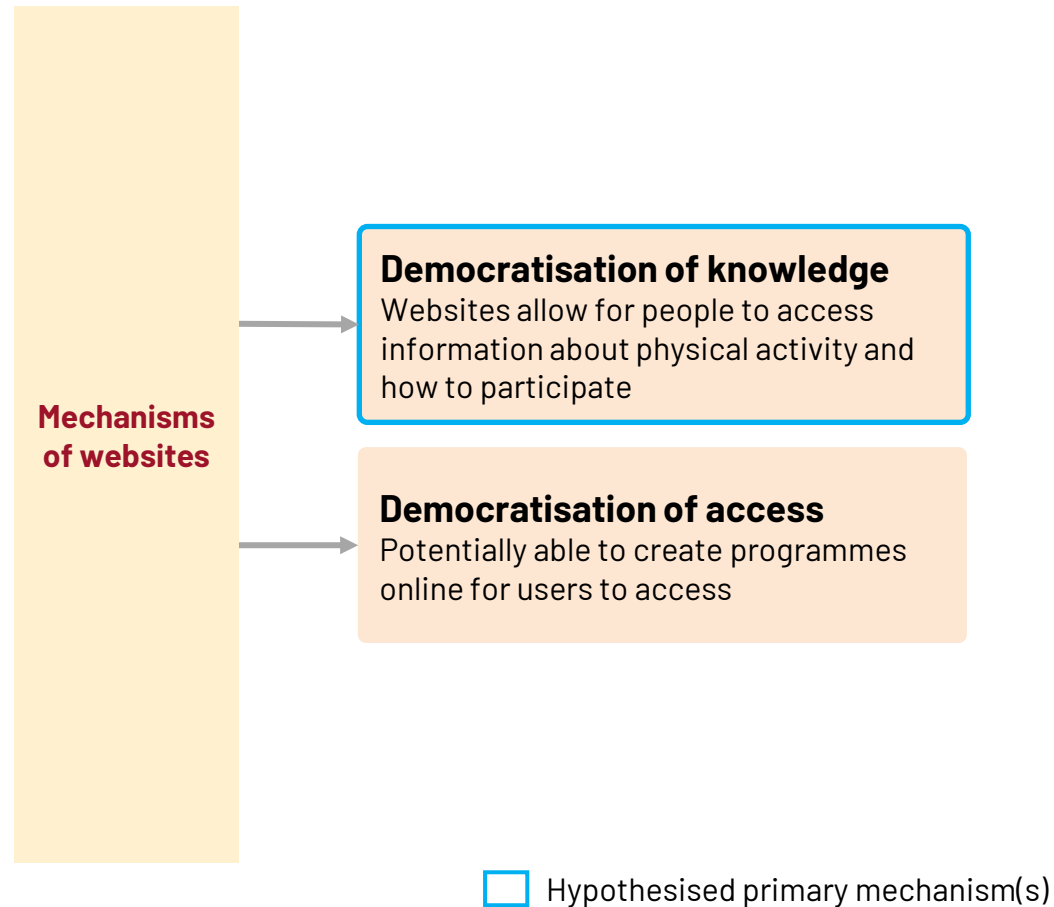 Mechanisms
of websites
Democratisation of knowledge
Websites allow for people to access
information about physical activity and
how to participate
Democratisation of access
Potentially able to create programmes
online for users to access
Hypothesised primary mechanism(s)